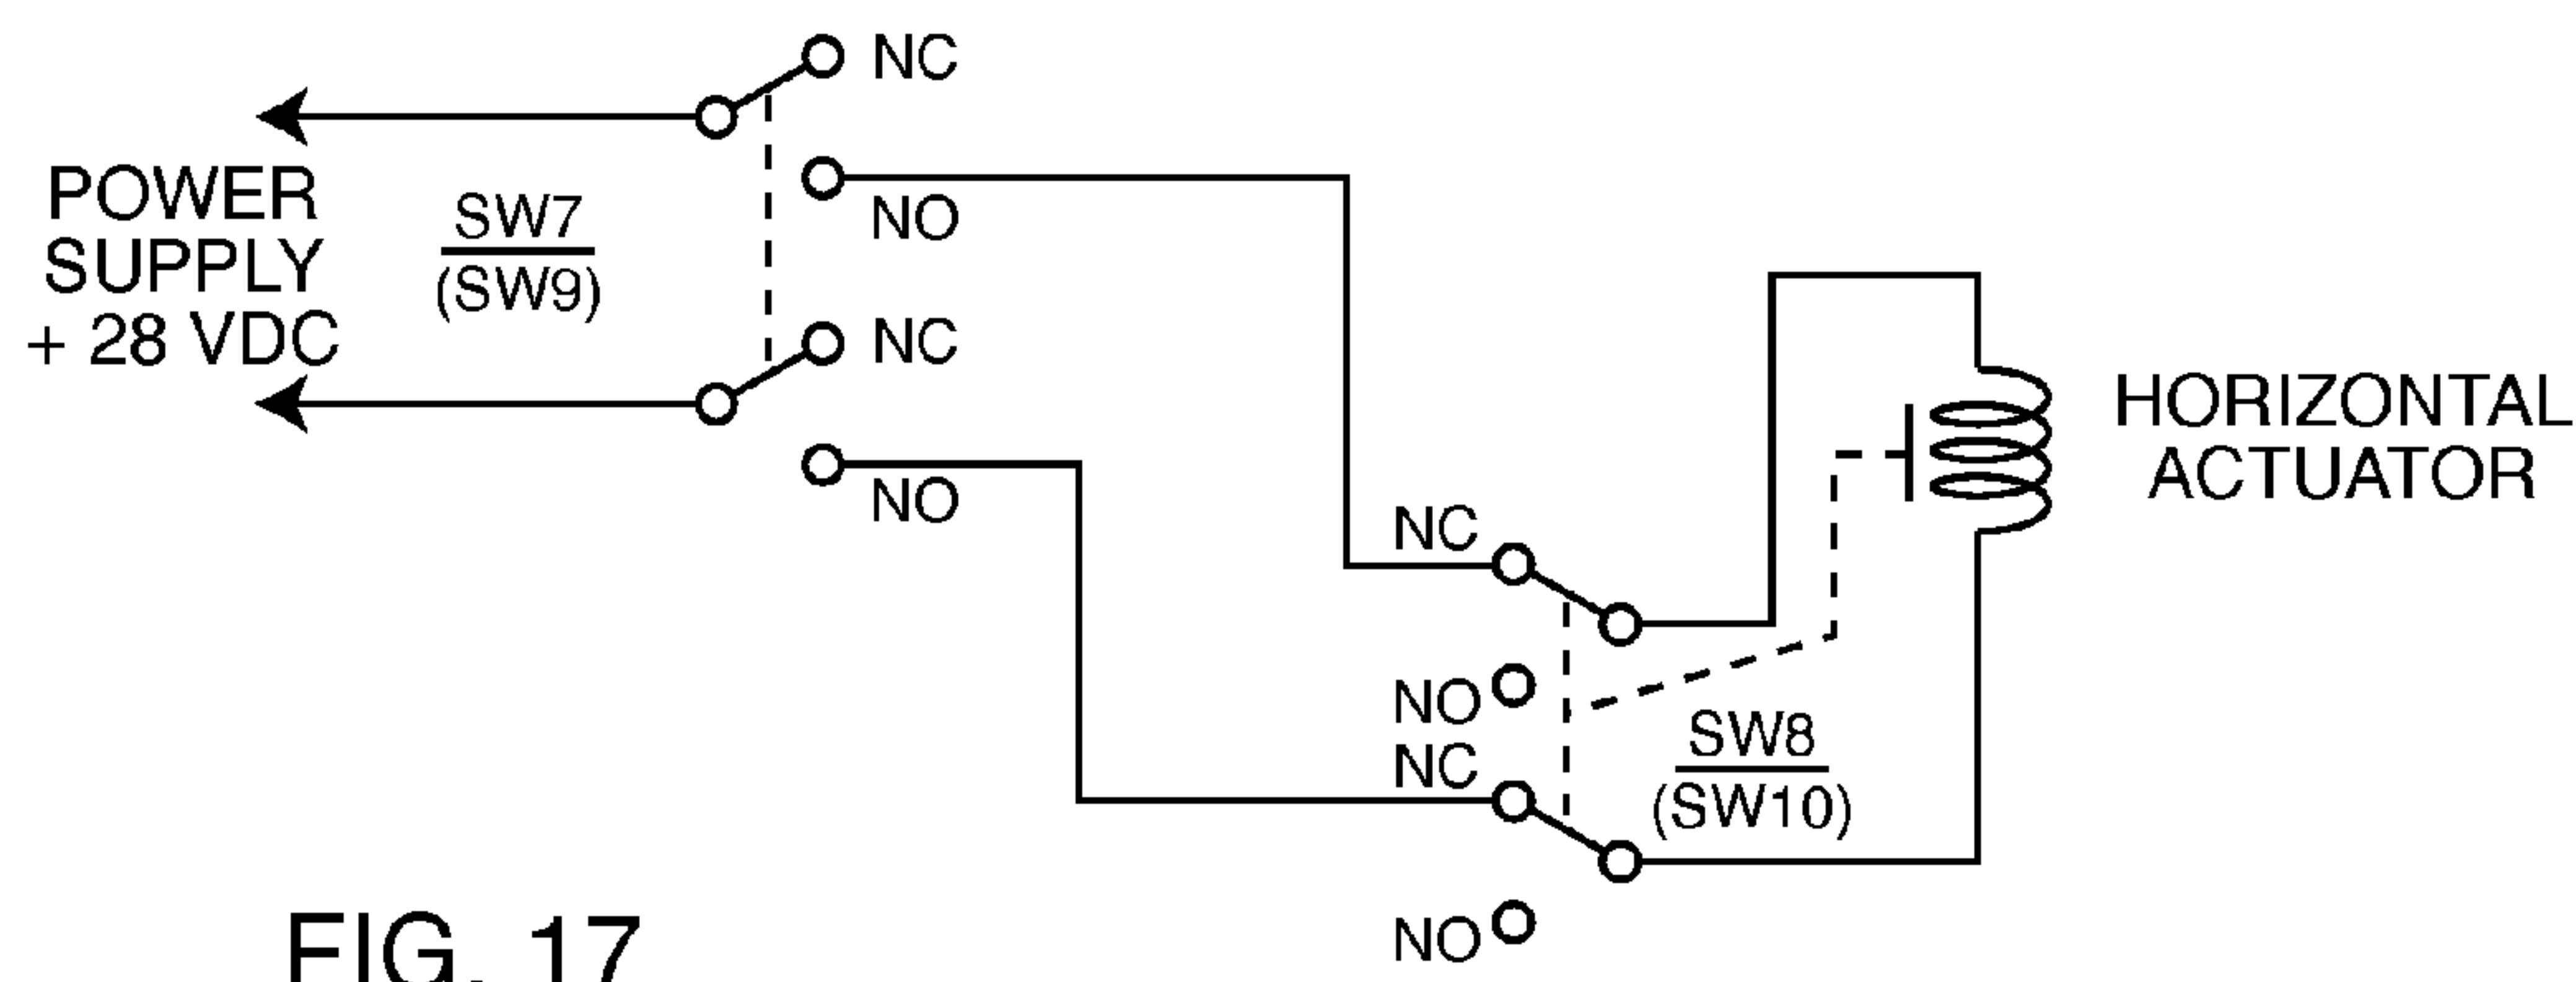 NC
POWER
SUPPLY
+ 28 VDC
SW7
(SW9)
NO
NC
NO
HORIZONTAL
ACTUATOR
NC
NO
NC
SW8
(SW10)
NO
FIG. 17